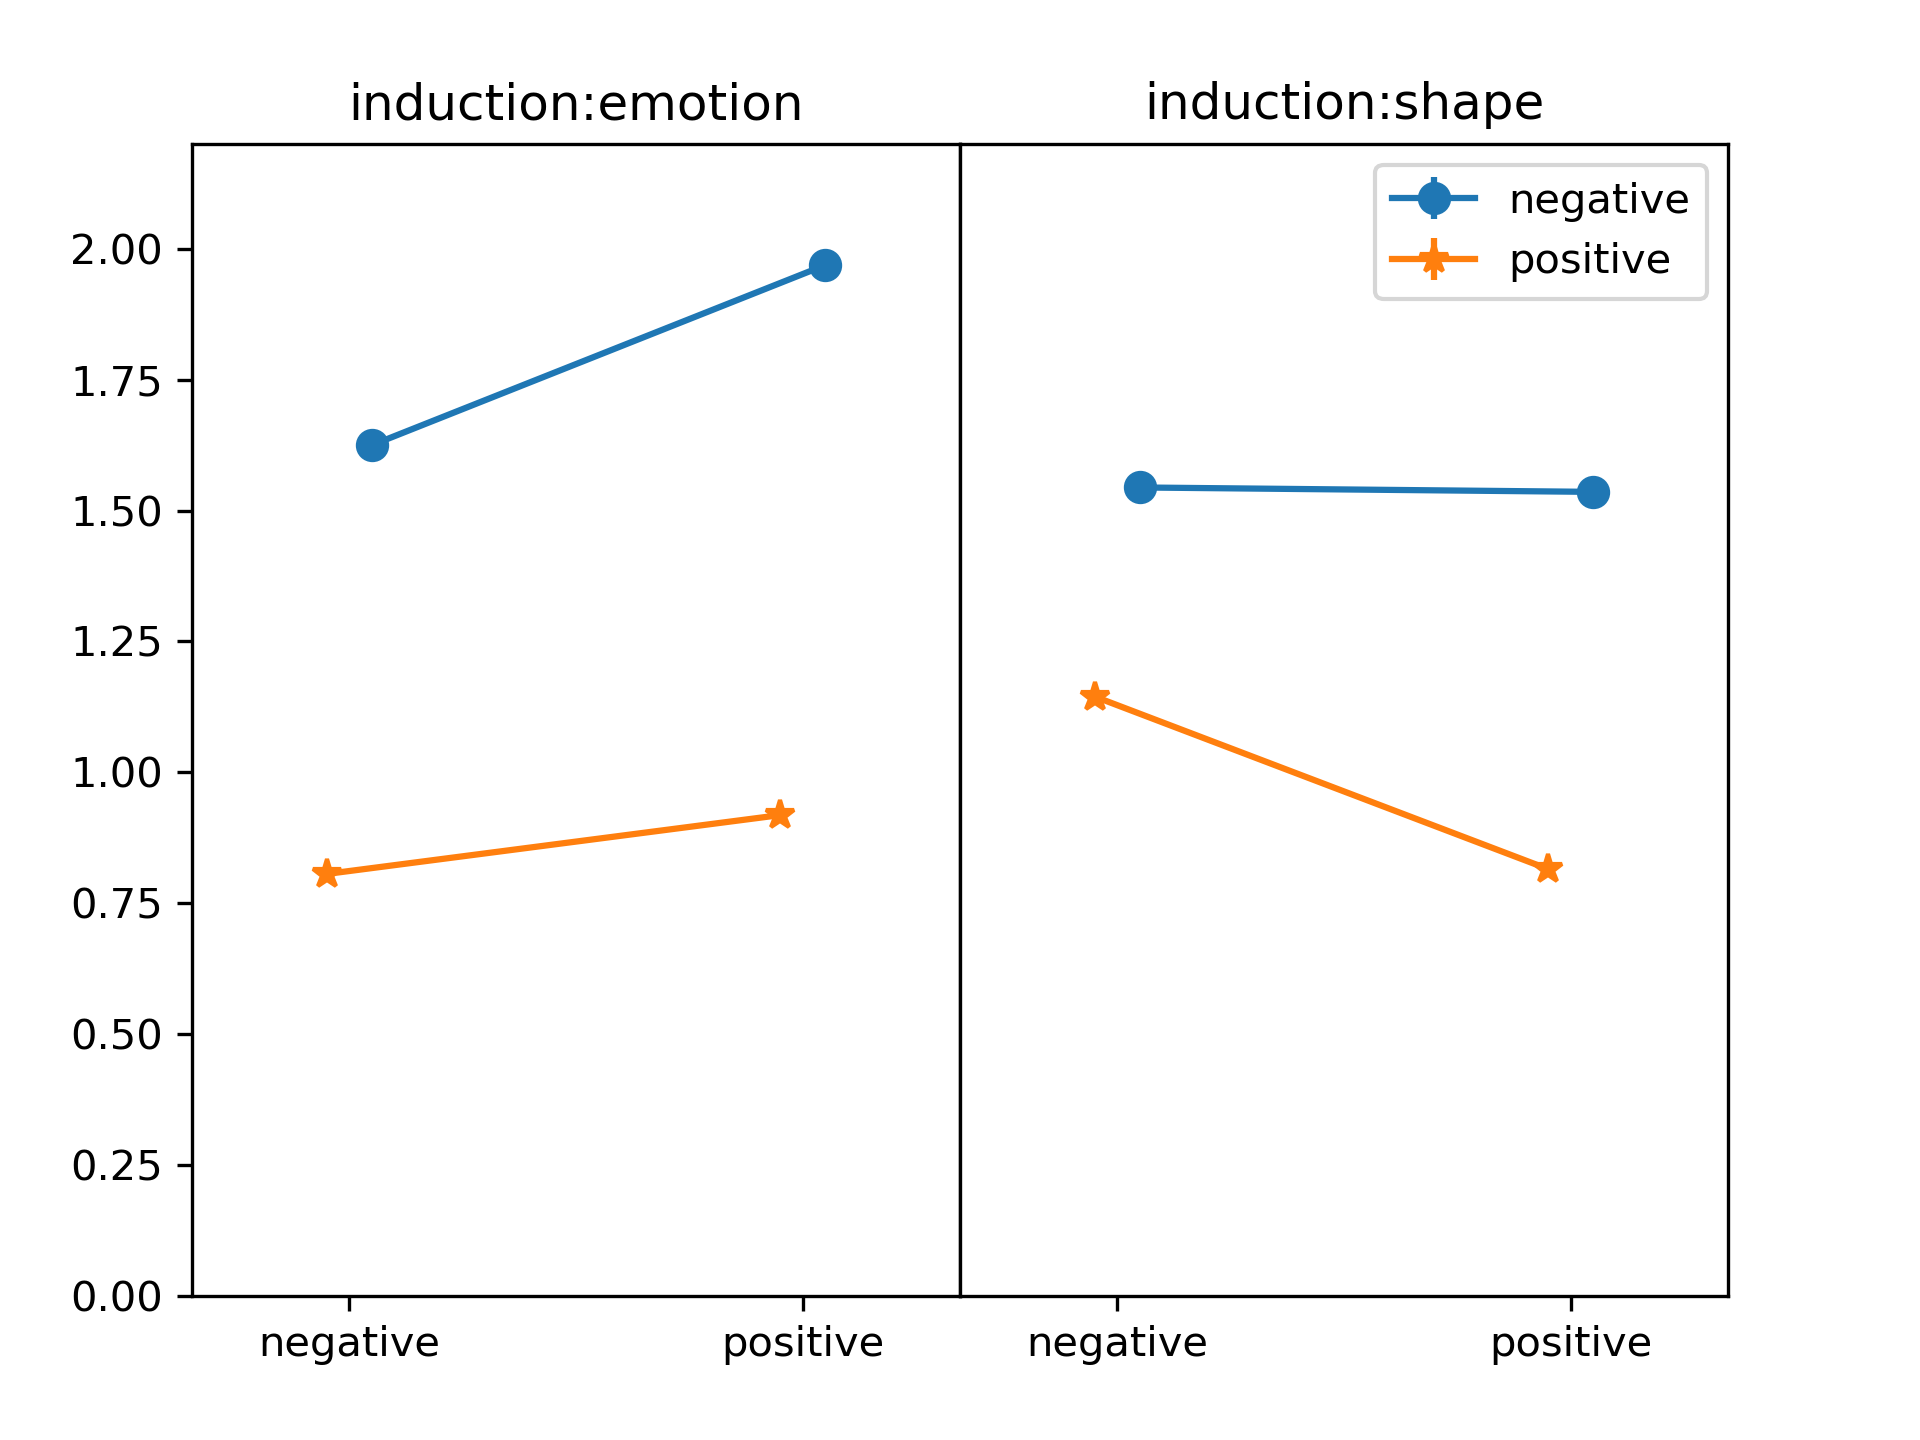 induction:emotion
induction:shape
negative
positive
2.00
1.75
1.50
1.25
1.00
0.75
0.50
0.25
0.00
negative
positive
negative
positive